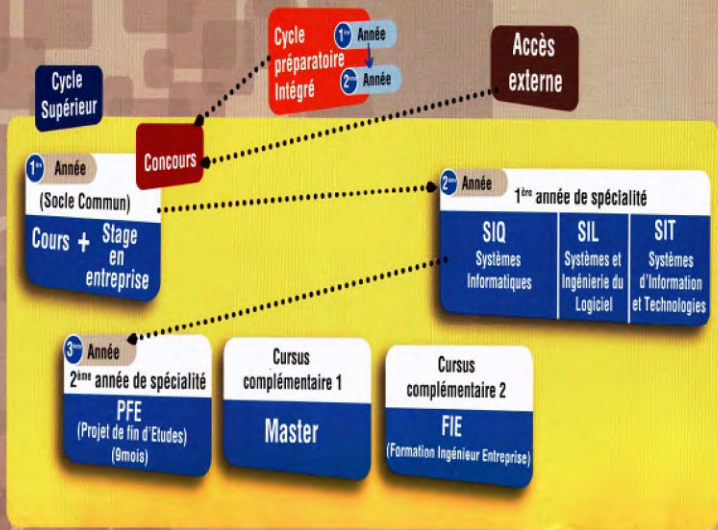 Cycle
préparatoire
Intégré
1ère Année
2ème Année
Accès
externe
Cycle
Supérieur
Concours
1ère Année
(Socle Commun)
Cours + Stage
en
entreprise
2ème Année
1ère année de spécialité
SIQ
Systèmes
Informatiques
SIL
Systèmes et
Ingénierie du
Logiciel
SIT
Systèmes
d'Information
et Technologies
3ème Année
2ème année de spécialité
PFE
(Projet de fin d'Etudes)
(9mois)
Cursus
complémentaire 1
Master
Cursus
complémentaire 2
FIE
(Formation Ingénieur Entreprise)